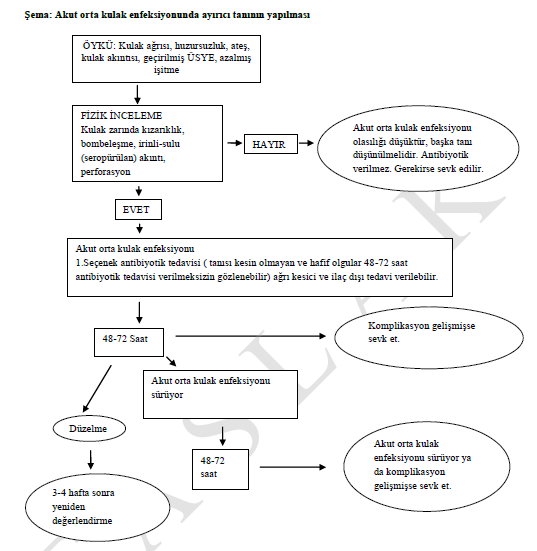 Şema: Akut orta kulak enfeksiyonunda ayırıcı tanının yapılması
ÖYKÜ: Kulak ağrısı, huzursuzluk, ateş,
kulak akıntısı, geçirilmiş ÜSYE, azalmış
işitme
FİZİK İNCELEME
Kulak zarında kızarıklık,
bombeleşme, irinli-sulu
(seropürülan) akıntı,
perforasyon
HAYIR
Akut orta kulak enfeksiyonu
olasılığı düşüktür, başka tanı
düşünülmelidir. Antibiyotik
verilmez. Gerekirse sevk edilir.
EVET
Akut orta kulak enfeksiyonu
1.Seçenek antibiyotik tedavisi ( tanısı kesin olmayan ve hafif olgular 48-72 saat
antibiyotik tedavisi verilmeksizin gözlenebilir) ağrı kesici ve ilaç dışı tedavi verilebilir.
48-72 Saat
Komplikasyon gelişmişse
sevk et.
Akut orta kulak enfeksiyonu
sürüyor
Düzelme
48-72
saat
Akut orta kulak
enfeksiyonu sürüyor ya
da komplikasyon
gelişmişse sevk et.
3-4 hafta sonra
yeniden
değerlendirme
TASLAK